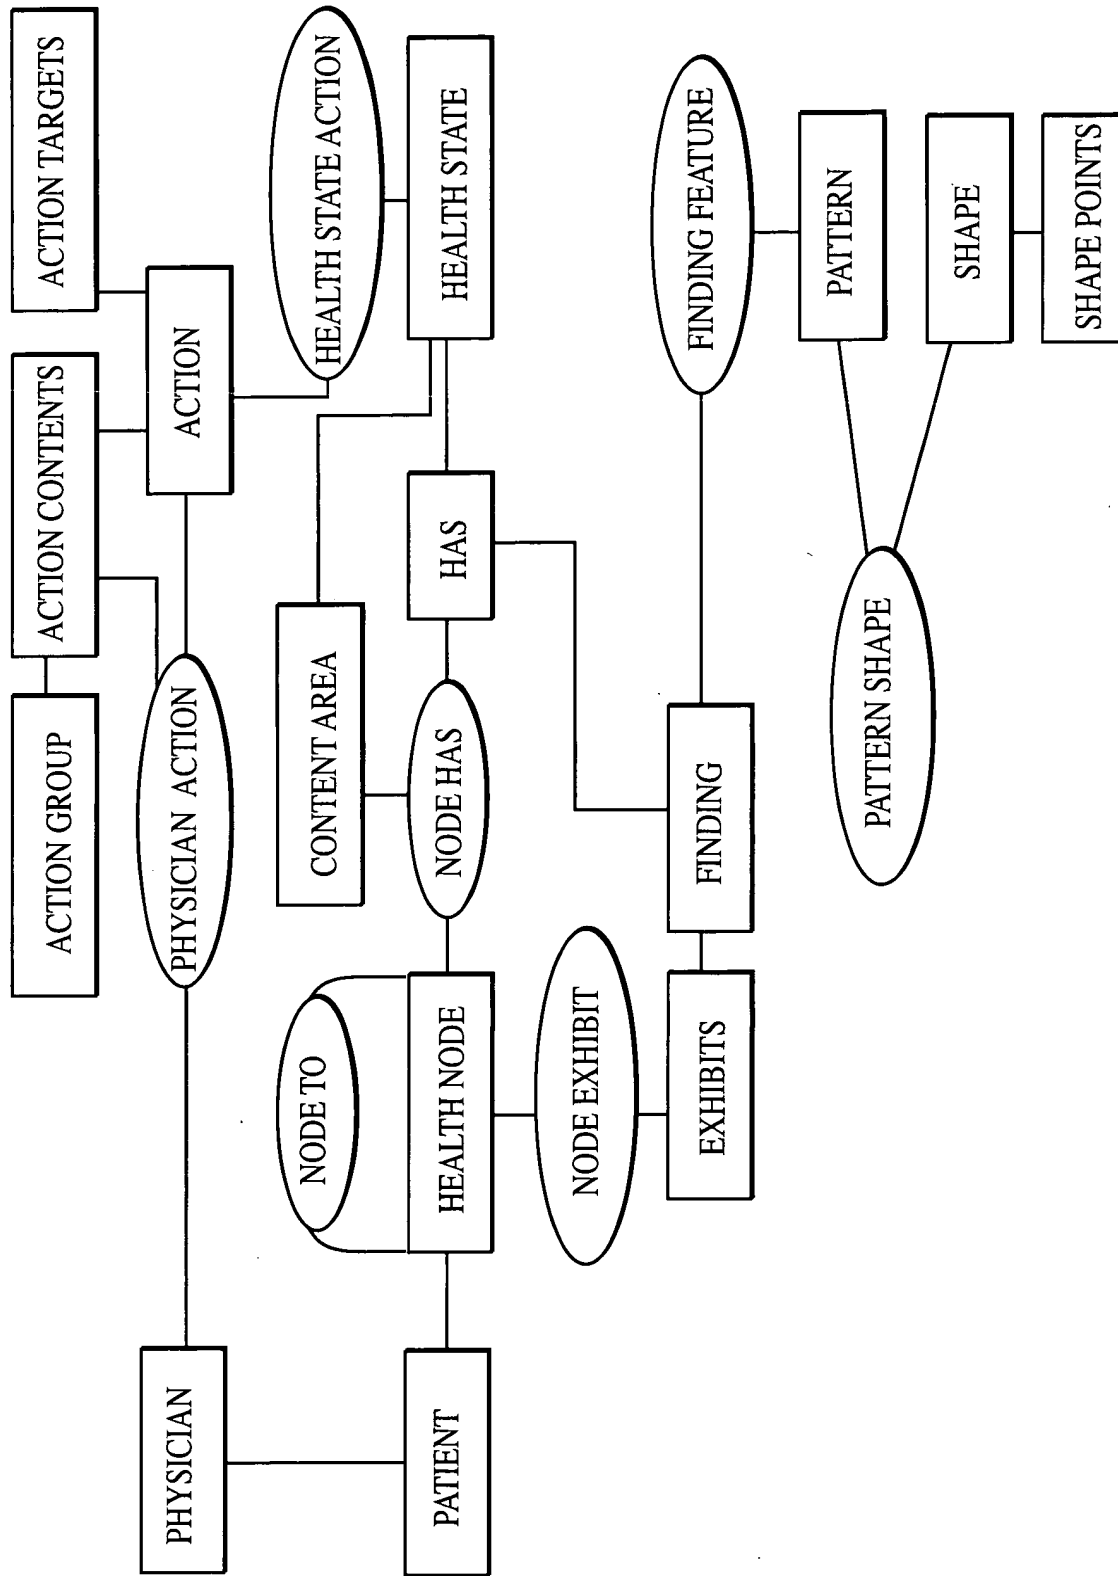 ACTION GROUP
ACTION CONTENTS
ACTION TARGETS
PHYSICIAN
PHYSICIAN ACTION
ACTION
NODE TO
CONTENT AREA
HEALTH STATE ACTION
PATIENT
HEALTH NODE
NODE HAS
HAS
HEALTH STATE
NODE EXHIBIT
EXHIBITS
FINDING
FINDING FEATURE
PATTERN SHAPE
PATTERN
SHAPE
SHAPE POINTS